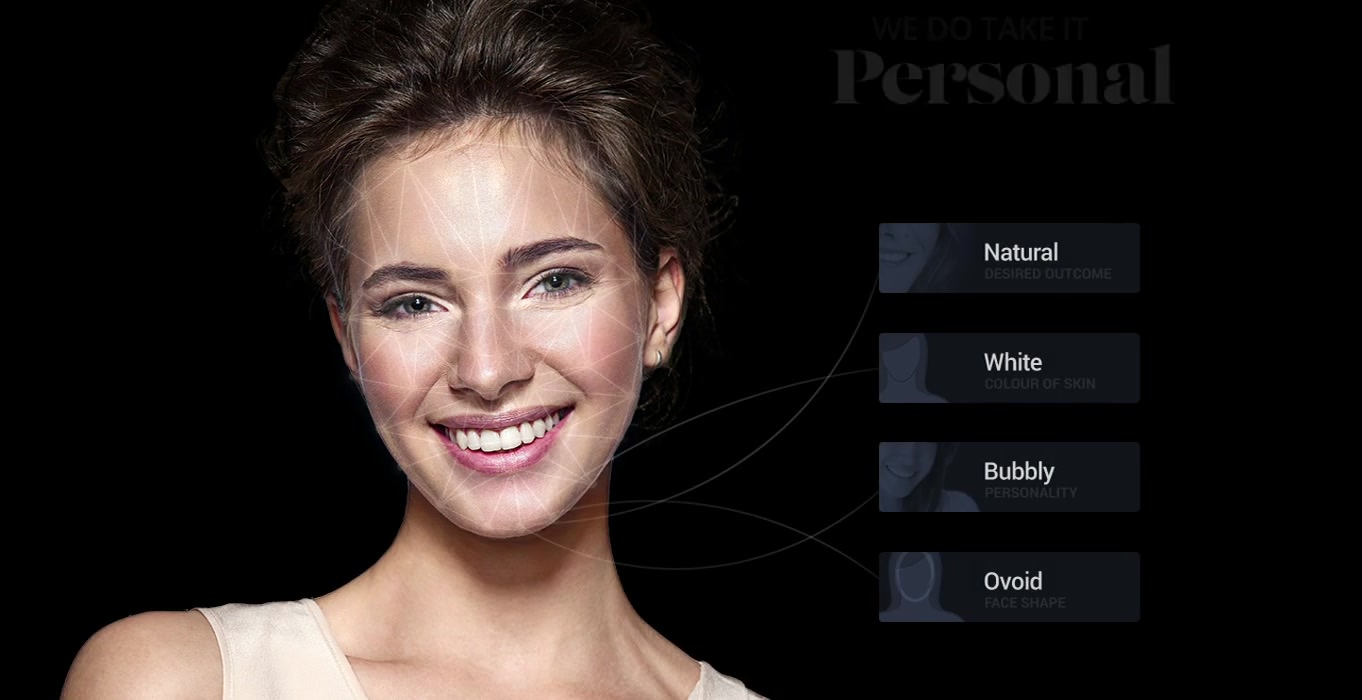 WE DO TAKE IT
Personal
Natural
DESIRED OUTCOME
White
COLOUR OF SKIN
Bubbly
PERSONALITY
Ovoid
FACE SHAPE